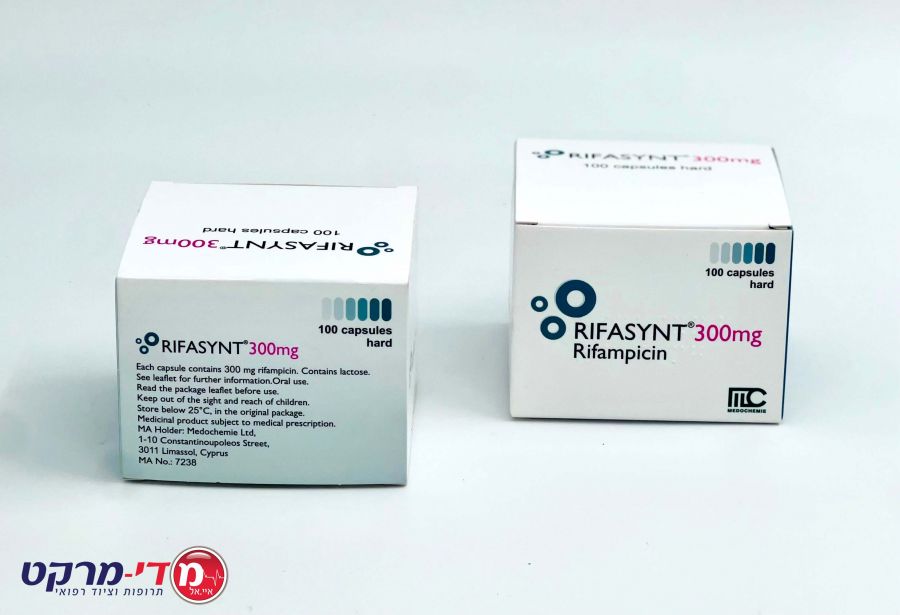 RIFASYNT® 300mg
100 capsules hard
100 capsules
hard
RIFASYNT® 300mg
Each capsule contains 300 mg rifampicin. Contains lactose.
See leaflet for further information.Oral use.
Read the package leaflet before use.
Keep out of the sight and reach of children.
Store below 25°C, in the original package.
Medicinal product subject to medical prescription.
MA Holder: Medochemie Ltd,
1-10 Constantinoupoleos Street,
3011 Limassol, Cyprus
MA No.: 7238
RIFASYNT® 300mg
100 capsules hard
100 capsules
hard
RIFASYNT® 300mg
Rifampicin
MC
MEDOCHEMIE
מדי-מרקט
איי.אל
תרופות וציוד רפואי